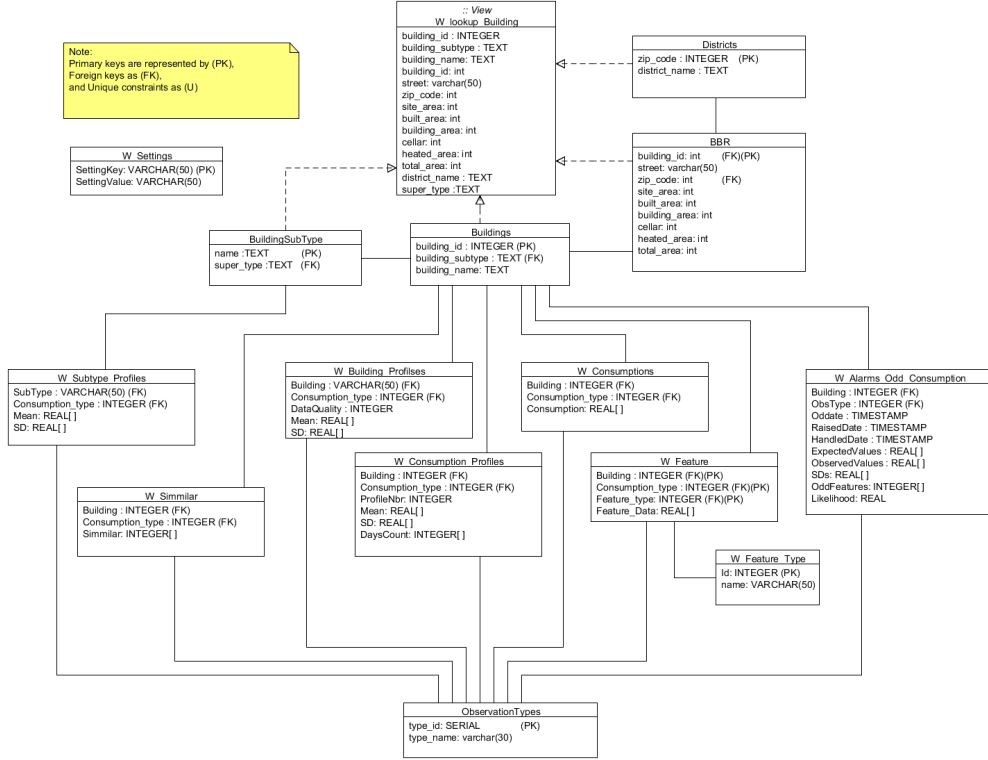 :: View
W_lookup_Building
building_id : INTEGER
building_subtype : TEXT
building_name: TEXT
building_id: int
street: varchar(50)
zip_code: int
site_area: int
built_area: int
building_area: int
cellar: int
heated_area: int
total_area: int
district_name : TEXT
super_type :TEXT
Note:
Primary keys are represented by (PK),
Foreign keys as (FK),
and Unique constraints as (U)
Districts
zip_code : INTEGER (PK)
district_name : TEXT
W_Settings
SettingKey: VARCHAR(50) (PK)
SettingValue: VARCHAR(50)
BBR
building_id: int (FK)(PK)
street: varchar(50)
zip_code: int (FK)
site_area: int
built_area: int
building_area: int
cellar: int
heated_area: int
total_area: int
BuildingSubType
name :TEXT (PK)
super_type :TEXT (FK)
Buildings
building_id : INTEGER (PK)
building_subtype : TEXT (FK)
building_name: TEXT
W_Subtype_Profiles
SubType : VARCHAR(50) (FK)
Consumption_type : INTEGER (FK)
Mean: REAL[ ]
SD: REAL[ ]
W_Building_Profilses
Building : VARCHAR(50) (FK)
Consumption_type : INTEGER (FK)
DataQuality : INTEGER
Mean: REAL[ ]
SD: REAL[ ]
W_Consumptions
Building : INTEGER (FK)
Consumption_type : INTEGER (FK)
Consumption: REAL[ ]
W_Alarms_Odd_Consumption
Building : INTEGER (FK)
ObsType : INTEGER (FK)
Oddate : TIMESTAMP
RaisedDate : TIMESTAMP
HandledDate : TIMESTAMP
ExpectedValues : REAL[ ]
ObservedValues : REAL[ ]
SDs : REAL[ ]
OddFeatures: INTEGER[ ]
Likelihood: REAL
W_Simmilar
Building : INTEGER (FK)
Consumption_type : INTEGER (FK)
Simmilar: INTEGER[ ]
W_Consumption_Profiles
Building : INTEGER (FK)
Consumption_type : INTEGER (FK)
ProfileNbr: INTEGER
Mean: REAL[ ]
SD: REAL[ ]
DaysCount: INTEGER[ ]
W_Feature
Building : INTEGER (FK)(PK)
Consumption_type : INTEGER (FK)(PK)
Feature_type: INTEGER (FK)(PK)
Feature_Data: REAL[ ]
W_Feature_Type
Id: INTEGER (PK)
name: VARCHAR(50)
ObservationTypes
type_id: SERIAL (PK)
type_name: varchar(30)